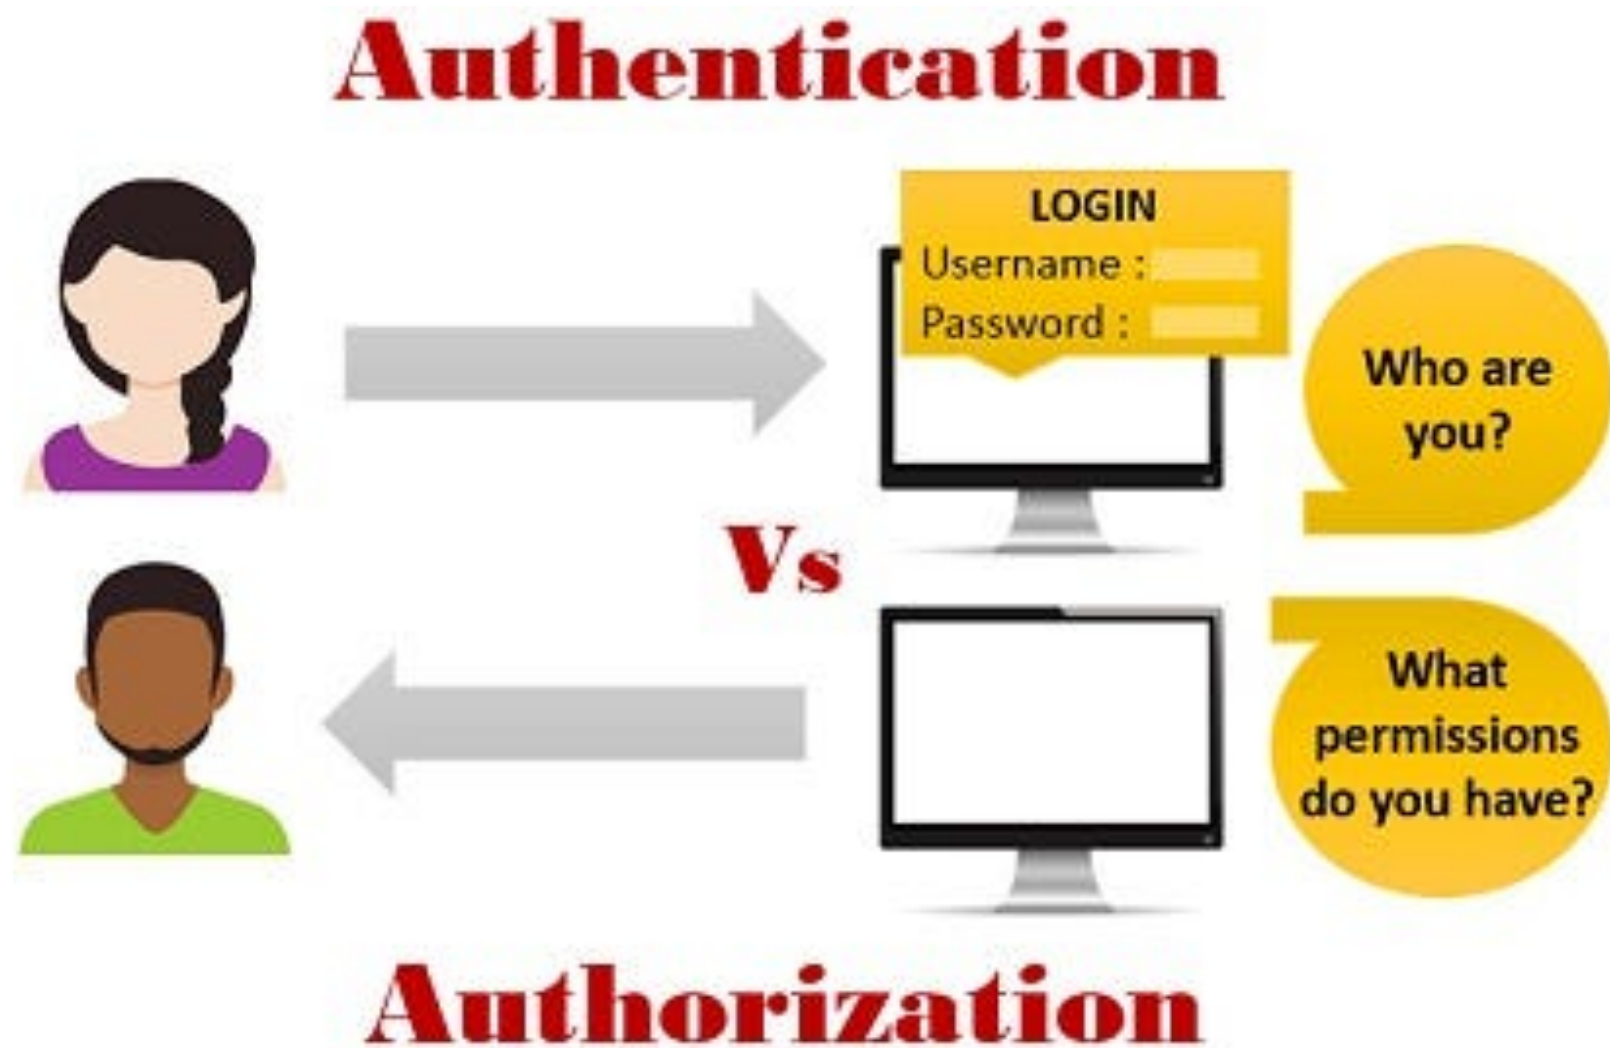 Authentication
LOGIN
Username :
Password :
Who are
you?
Vs
What
permissions
do you have?
Authorization